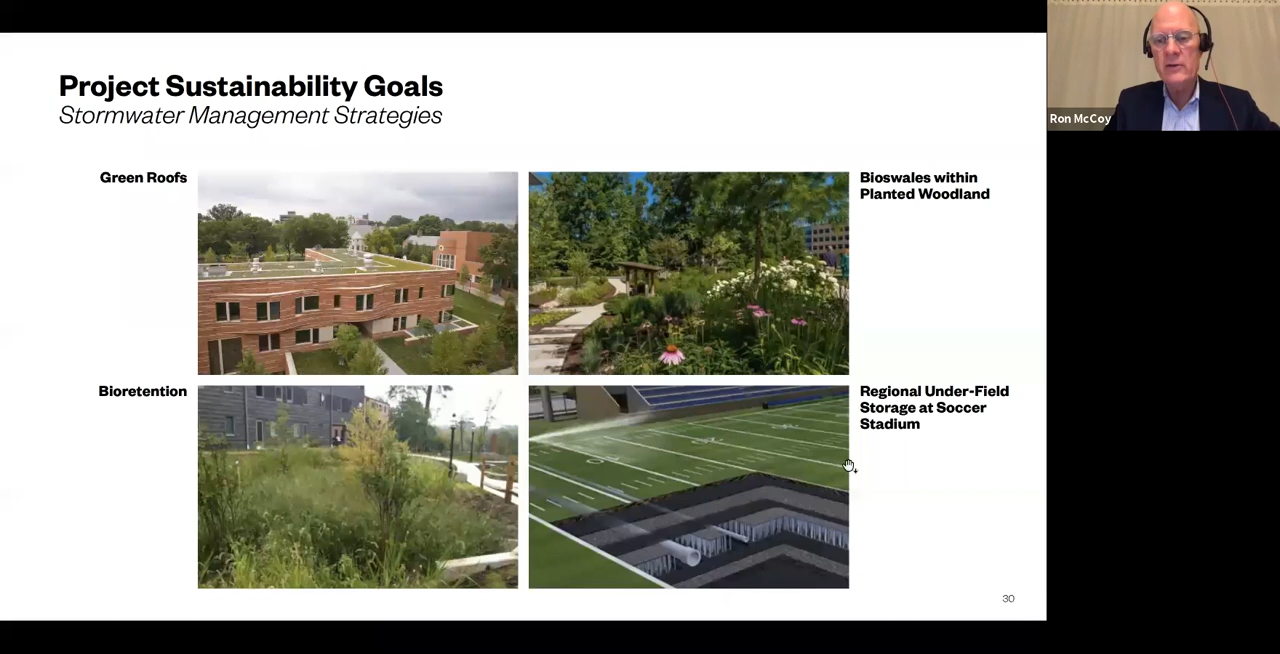 Project Sustainability Goals
Stormwater Management Strategies
Green Roofs
Bioswales within
Planted Woodland
Bioretention
Regional Under-Field
Storage at Soccer
Stadium
30
Ron McCoy